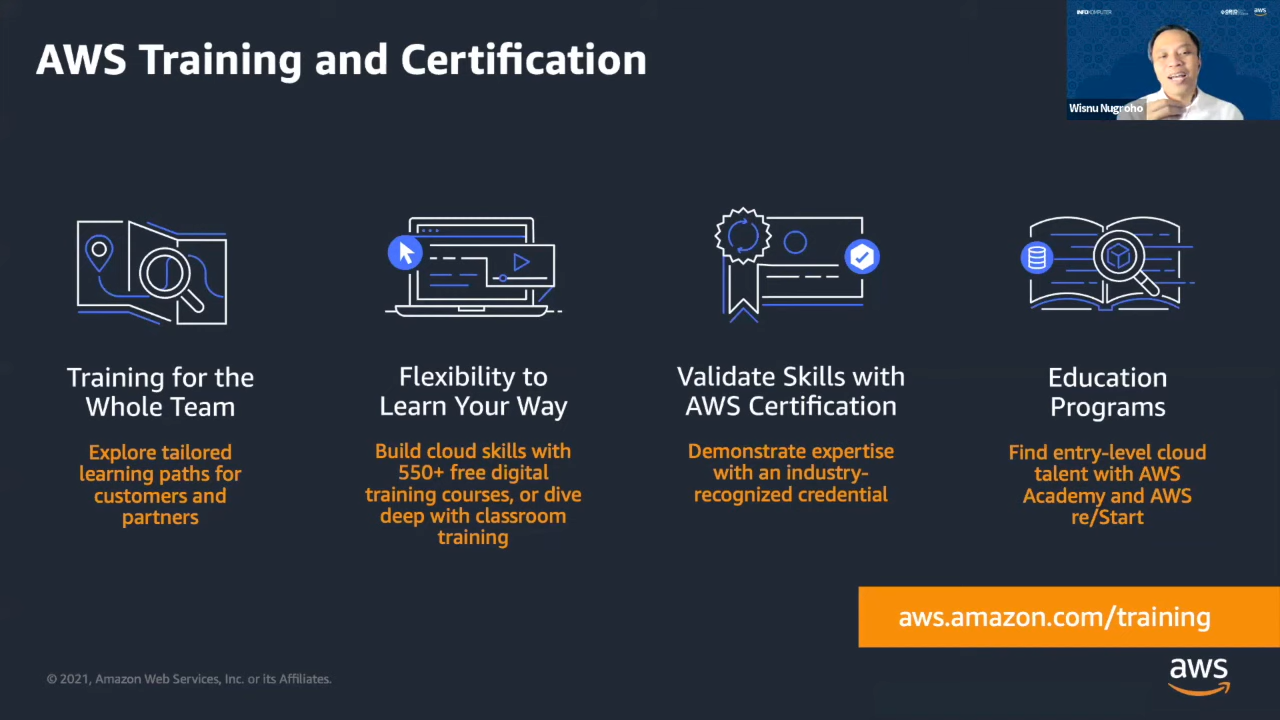 AWS Training and Certification
INFOKOMPUTER
aws
Wisnu Nugroho
Training for the
Whole Team
Explore tailored
learning paths for
customers and
partners
Flexibility to
Learn Your Way
Build cloud skills with
550+ free digital
training courses, or dive
deep with classroom
training
Validate Skills with
AWS Certification
Demonstrate expertise
with an industry-
recognized credential
Education
Programs
Find entry-level cloud
talent with AWS
Academy and AWS
re/Start
aws.amazon.com/training
© 2021, Amazon Web Services, Inc. or its Affiliates.
aws